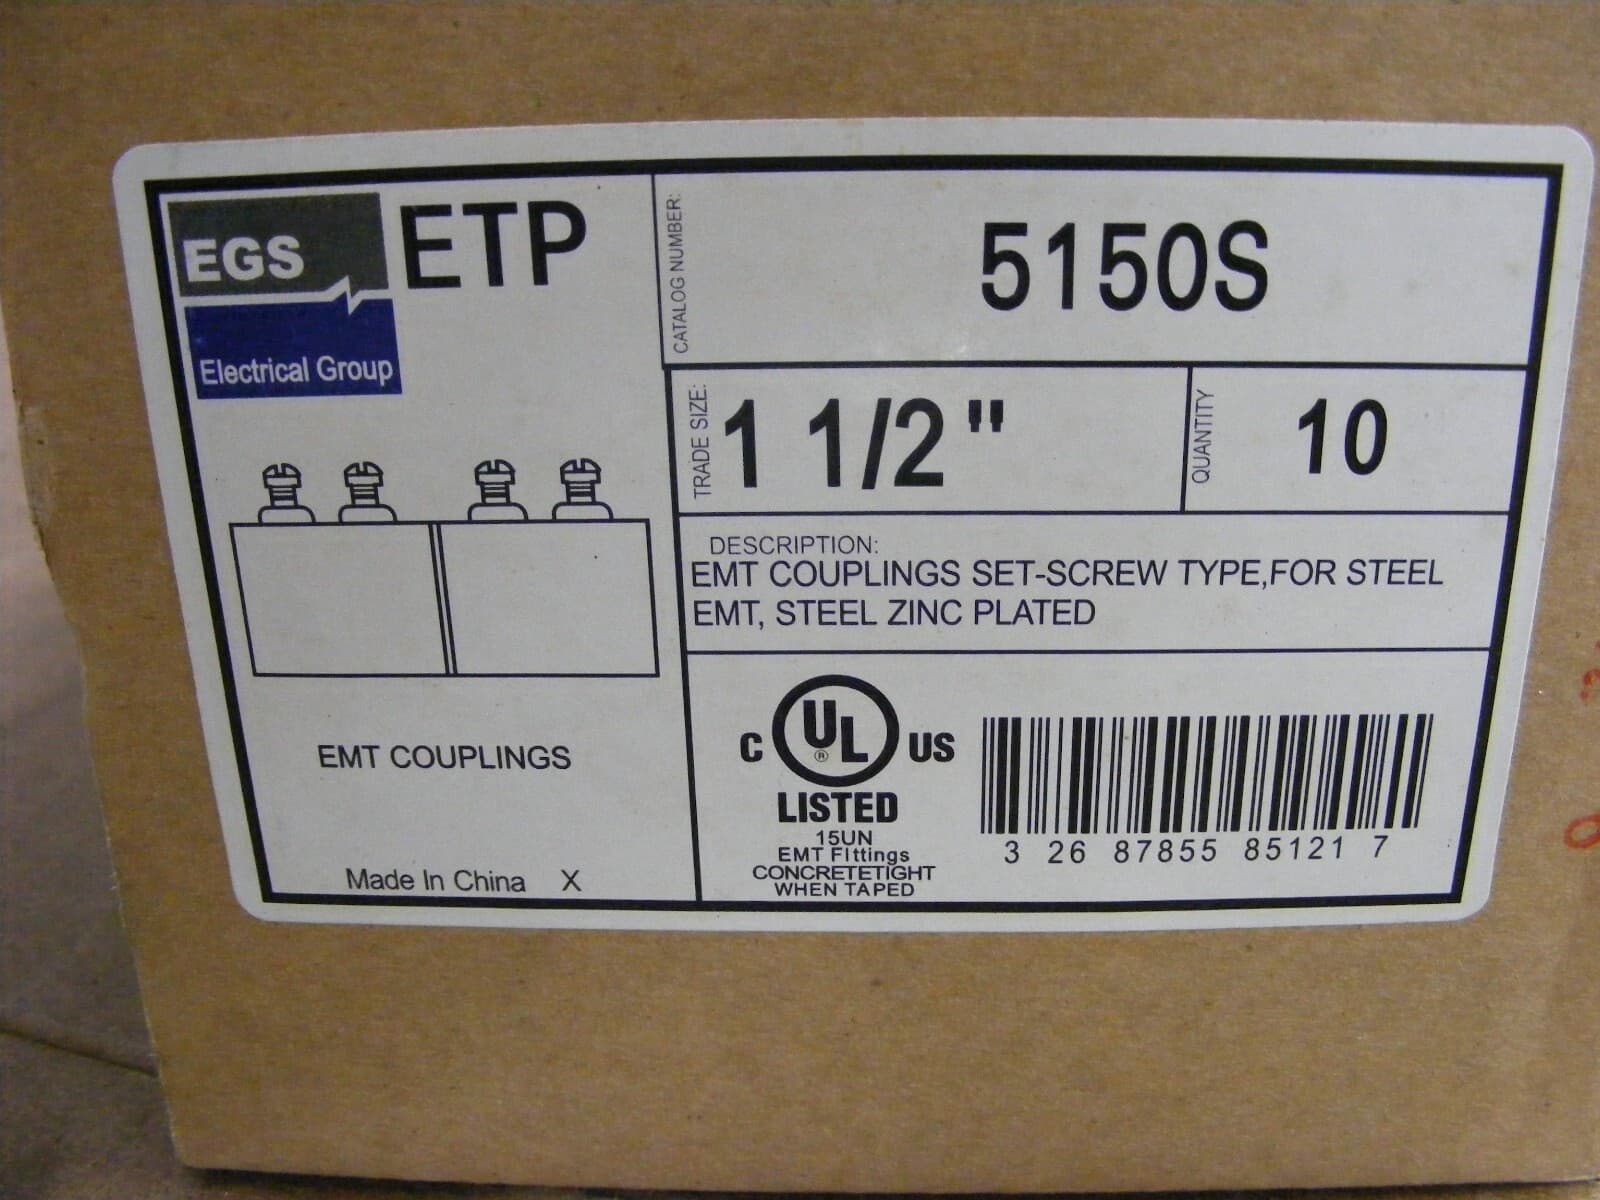 EGS
Electrical Group
ETP
CATALOG NUMBER:
5150S
TRADE SIZE:
1 1/2"
QUANTITY
10
DESCRIPTION:
EMT COUPLINGS SET-SCREW TYPE,FOR STEEL
EMT, STEEL ZINC PLATED
EMT COUPLINGS
Made In China X
C UL US
®
LISTED
15UN
EMT FIttings
CONCRETETIGHT
WHEN TAPED
3 26 87855 85121 7